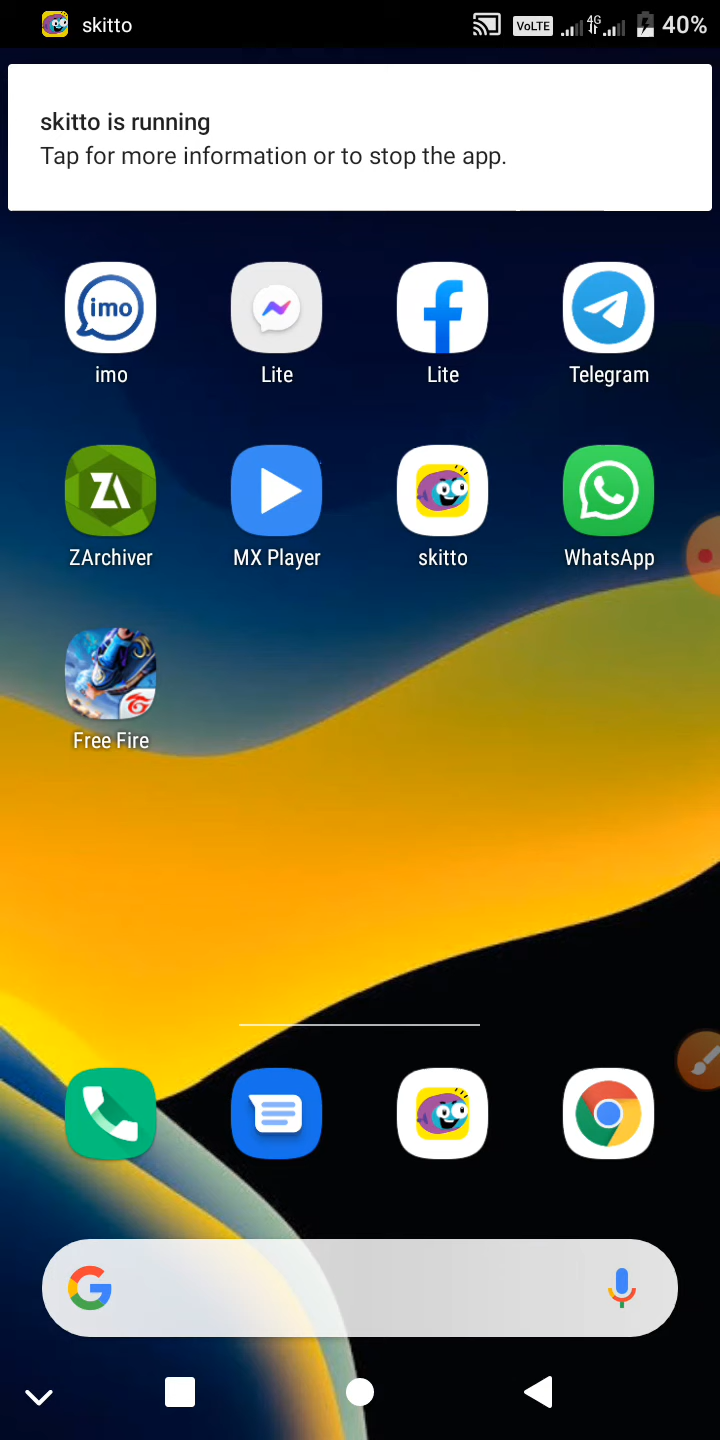 skitto VoLTE 4G 40%
skitto is running
Tap for more information or to stop the app.
imo
imo Lite Lite Telegram
ZA
ZArchiver MX Player skitto WhatsApp
Free Fire
G